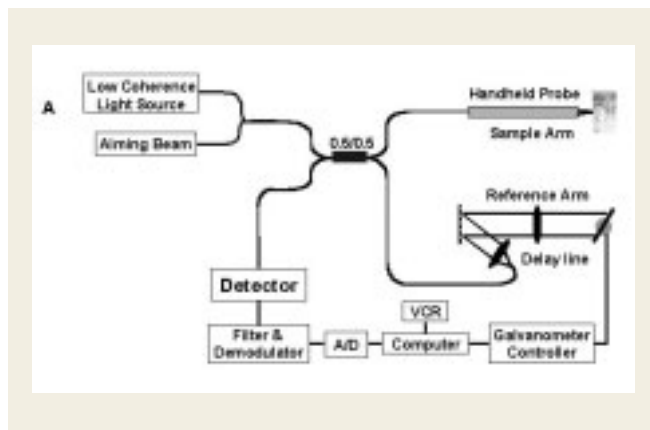 A
Low Coherence
Light Source
Aiming Beam
0.5/0.5
Handheld Probe
Sample Arm
Reference Arm
Delay line
Detector
Filter &
Demodulator
A/D
VCR
Computer
Galvanometer
Controller